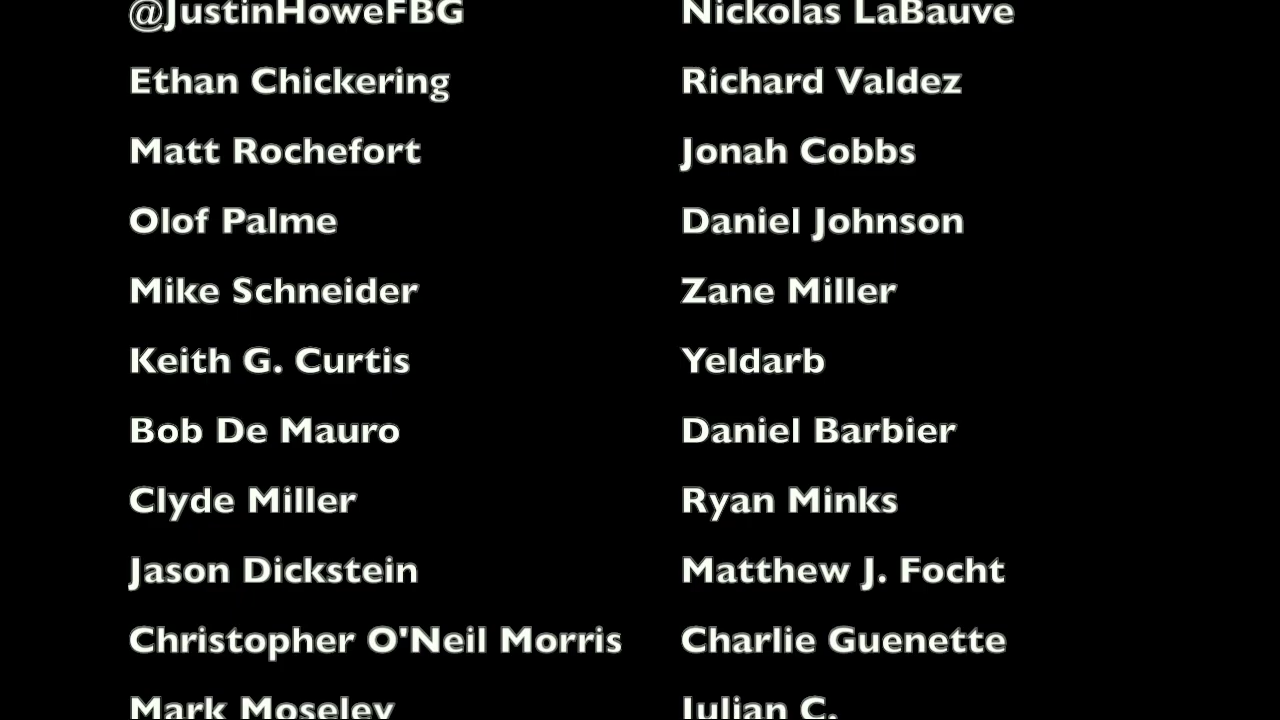 @JustinHoweFBG Nickolas LaBauve
Ethan Chickering Richard Valdez
Matt Rochefort Jonah Cobbs
Olof Palme Daniel Johnson
Mike Schneider Zane Miller
Keith G. Curtis Yeldarb
Bob De Mauro Daniel Barbier
Clyde Miller Ryan Minks
Jason Dickstein Matthew J. Focht
Christopher O'Neil Morris Charlie Guenette
Mark Moseley Julian C.